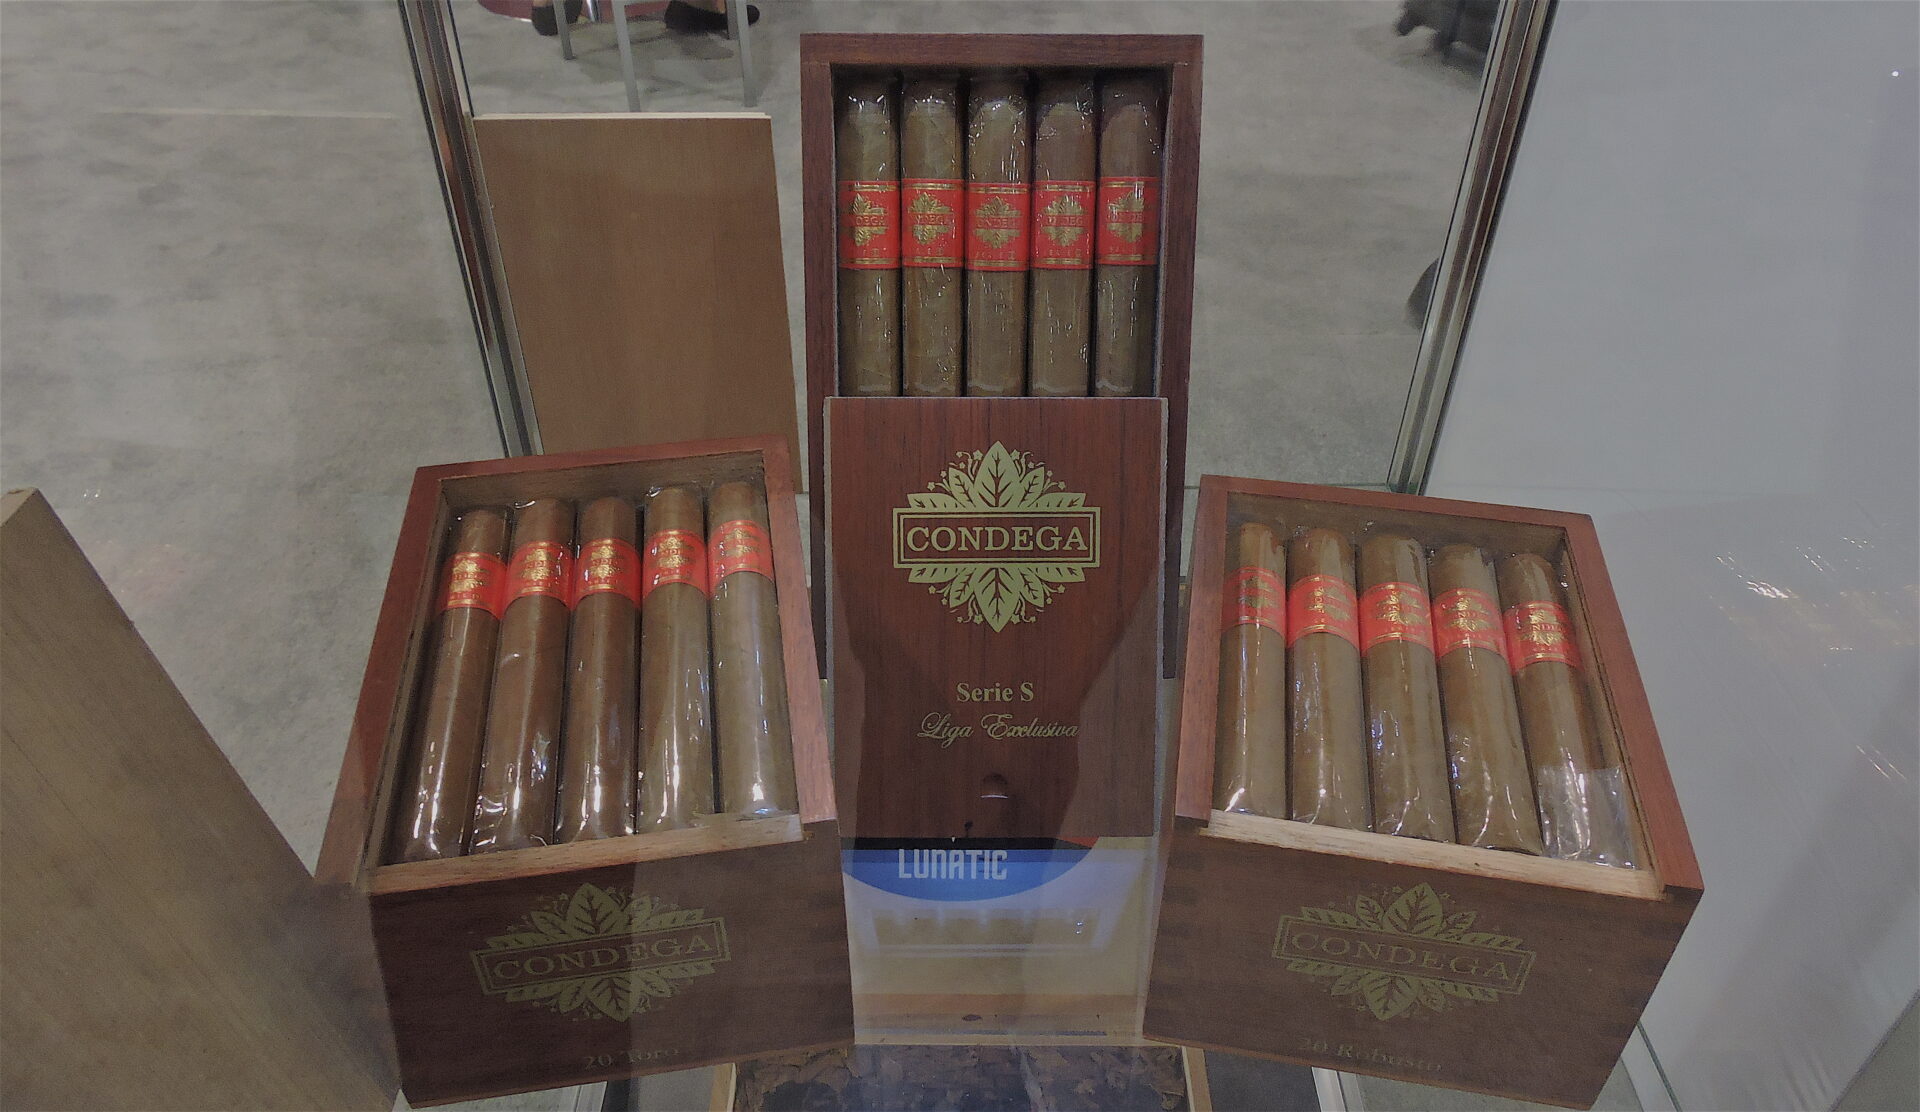 CONDEGA
Serie S
Liga Exclusiva
LUNATIC
CONDEGA
20 Toro
CONDEGA
20 Robusto